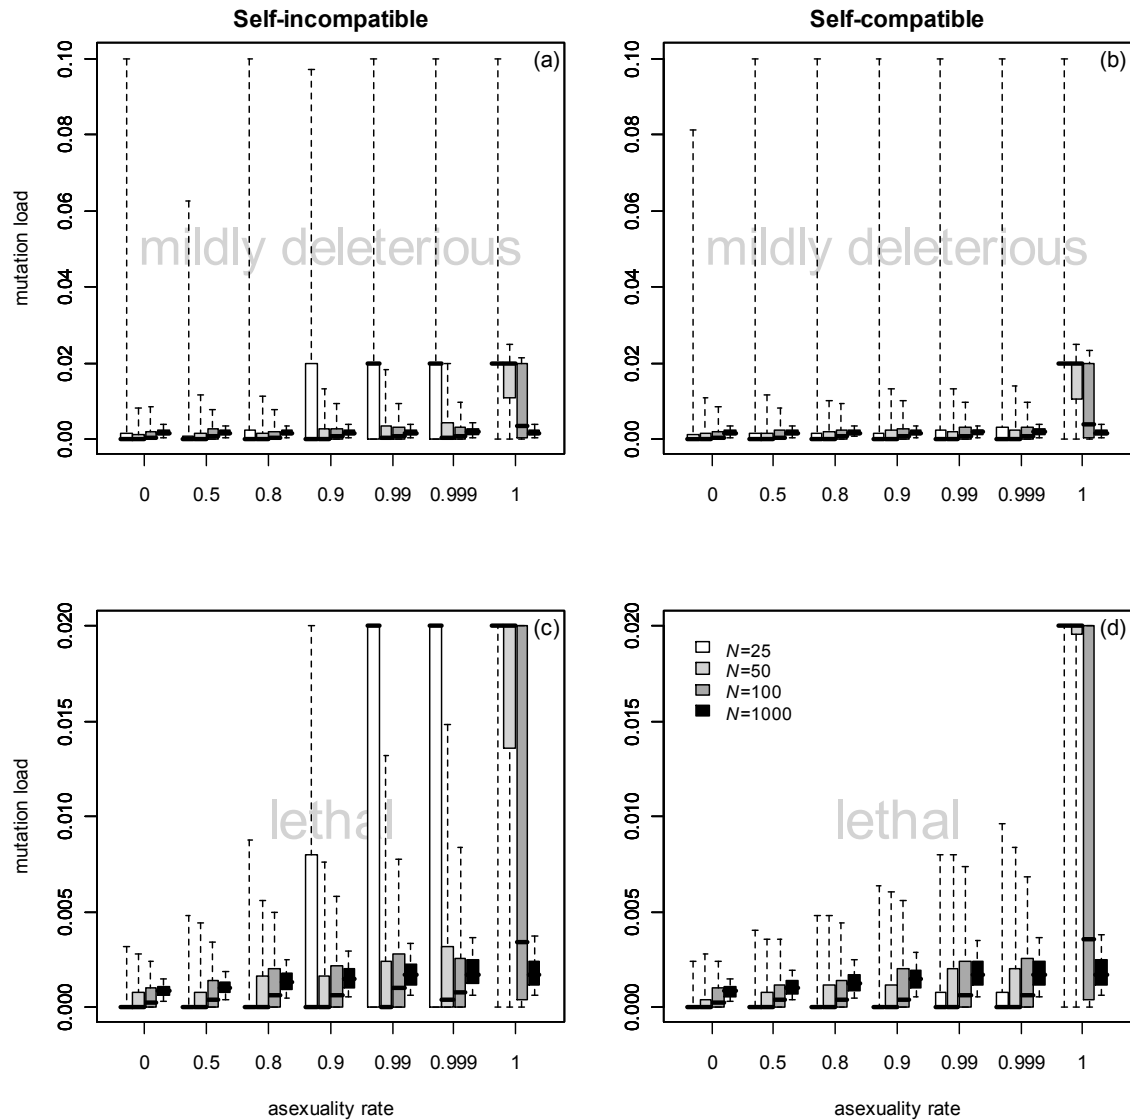 Self-incompatible
Self-compatible
(a)
(b)
0.10
0.08
0.06
0.04
0.02
0.00
mutation load
mildly deleterious
0 0.5 0.8 0.9 0.99 0.999 1
0.10
0.08
0.06
0.04
0.02
0.00
mildly deleterious
0 0.5 0.8 0.9 0.99 0.999 1
(c)
0.020
0.015
0.010
0.005
0.000
mutation load
lethal
0 0.5 0.8 0.9 0.99 0.999 1
asexuality rate
(d)
0.020
0.015
0.010
0.005
0.000
N=25
N=50
N=100
N=1000
lethal
0 0.5 0.8 0.9 0.99 0.999 1
asexuality rate